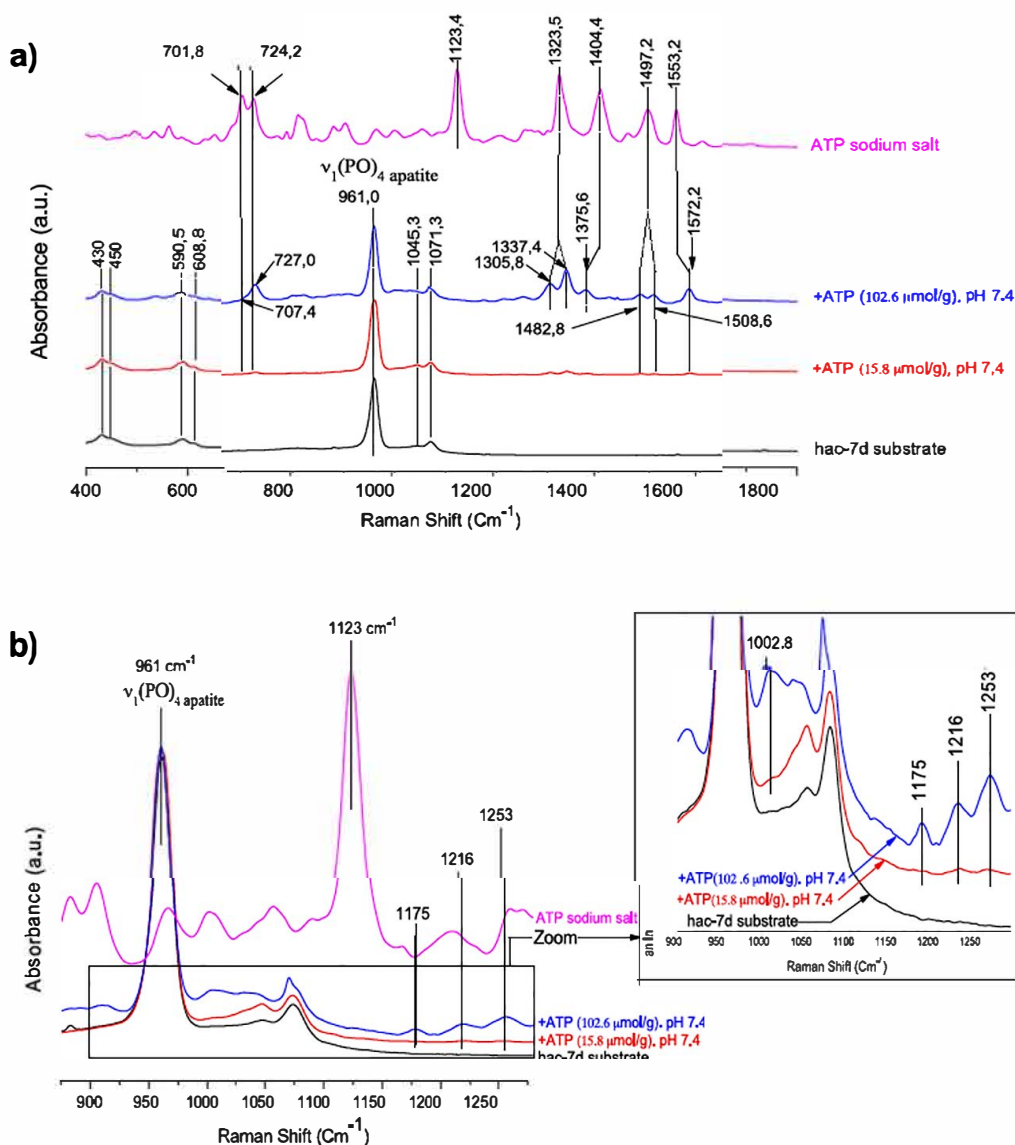 a)
701,8
724,2
1123,4
1323,5
1404,4
1497,2
1553,2
ATP sodium salt
ν₁(PO)₄ apatite
961,0
430
450
590,5
608,8
727,0
707,4
1045,3
1071,3
1305,8
1337,4
1375,6
1572,2
1482,8
1508,6
+ATP (102.6 μmol/g), pH 7.4
+ATP (15.8 μmol/g), pH 7,4
hac-7d substrate
Absorbance (a.u.)
400 600 800 1000 1200 1400 1600 1800
Raman Shift (Cm⁻¹)
b)
961 cm⁻¹
ν₁(PO)₄ apatite
1123 cm⁻¹
1253
1216
1175
ATP sodium salt
Zoom
+ATP (102.6 μmol/g). pH 7.4
+ATP (15.8 μmol/g). pH 7.4
hac-7d substrate
Absorbance (a.u.)
900 950 1000 1050 1100 1150 1200 1250
Raman Shift (Cm⁻¹)
1002.8
1175
1216
1253
+ATP(102 .6 μmol/g). pH 7.4
+ATP(15.8 μmol/g). pH 7.4
hac-7d substrate
900 950 1000 1050 1100 1150 1200 1250
Raman Shift (Cm⁻¹)